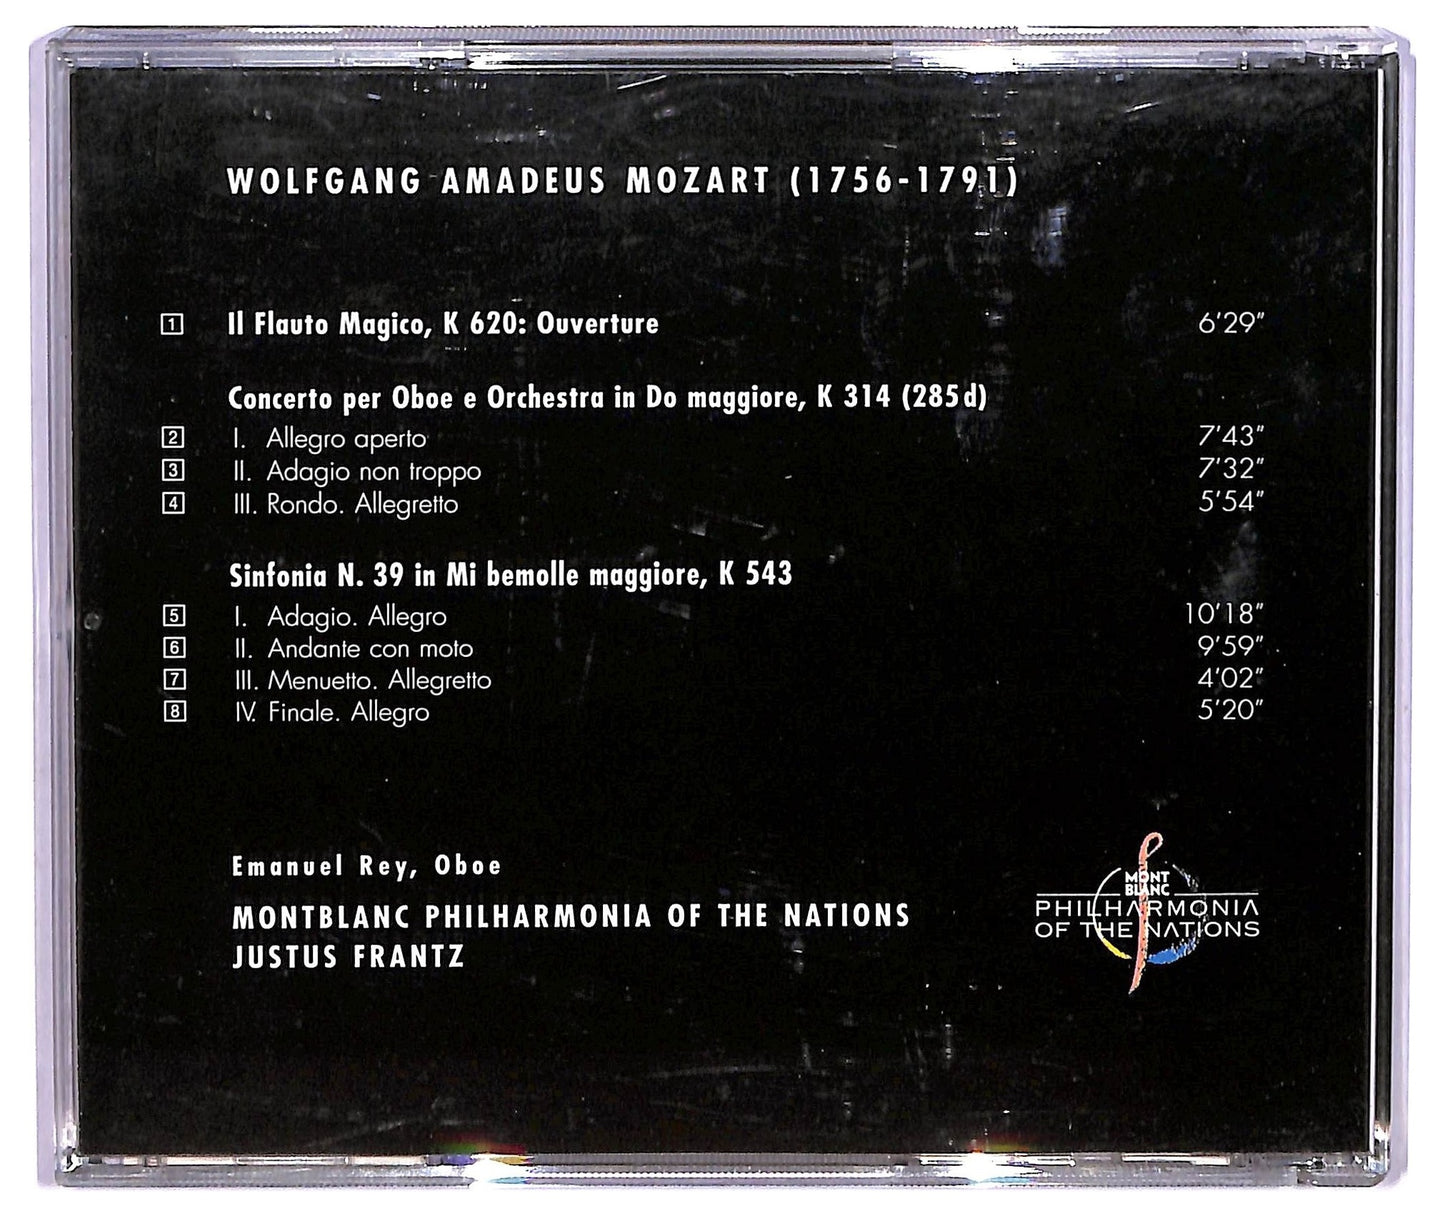 WOLFGANG AMADEUS MOZART (1756-1791)
1 Il Flauto Magico, K 620: Ouverture 6'29"
Concerto per Oboe e Orchestra in Do maggiore, K 314 (285d)
2 I. Allegro aperto 7'43"
3 II. Adagio non troppo 7'32"
4 III. Rondo. Allegretto 5'54"
Sinfonia N. 39 in Mi bemolle maggiore, K 543
5 I. Adagio. Allegro 10'18"
6 II. Andante con moto 9'59"
7 III. Menuetto. Allegretto 4'02"
8 IV. Finale. Allegro 5'20"
Emanuel Rey, Oboe
MONTBLANC PHILHARMONIA OF THE NATIONS
JUSTUS FRANTZ
MONT
BLANC
PHILHARMONIA
OF THE NATIONS